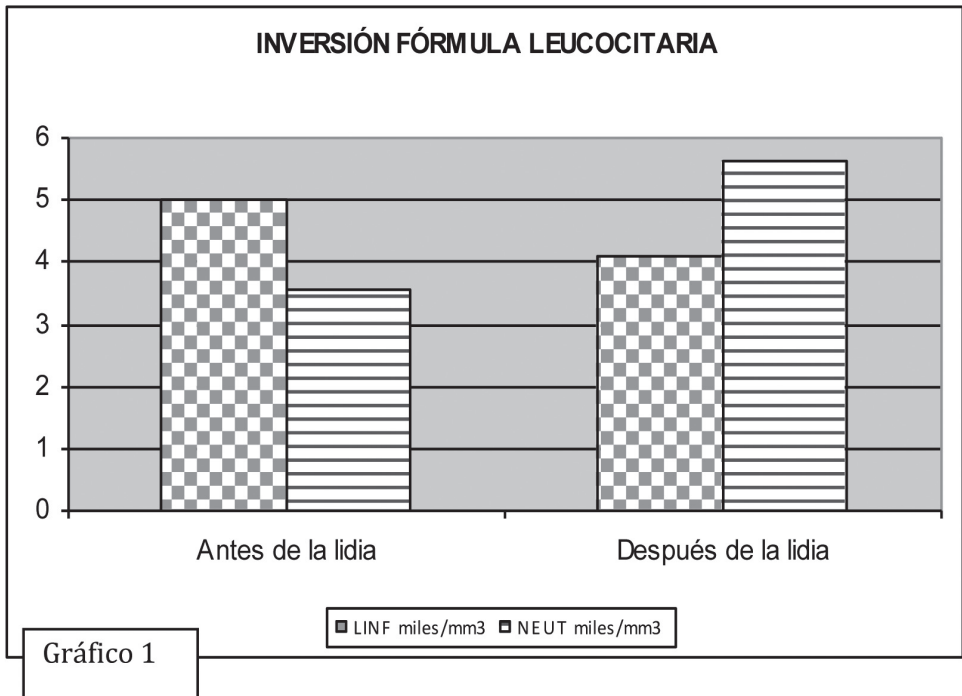 INVERSIÓN FÓRMULA LEUCOCITARIA
6
5
4
3
2
1
0
Antes de la lidia Después de la lidia
LINF miles/mm3 NEUT miles/mm3
Gráfico 1